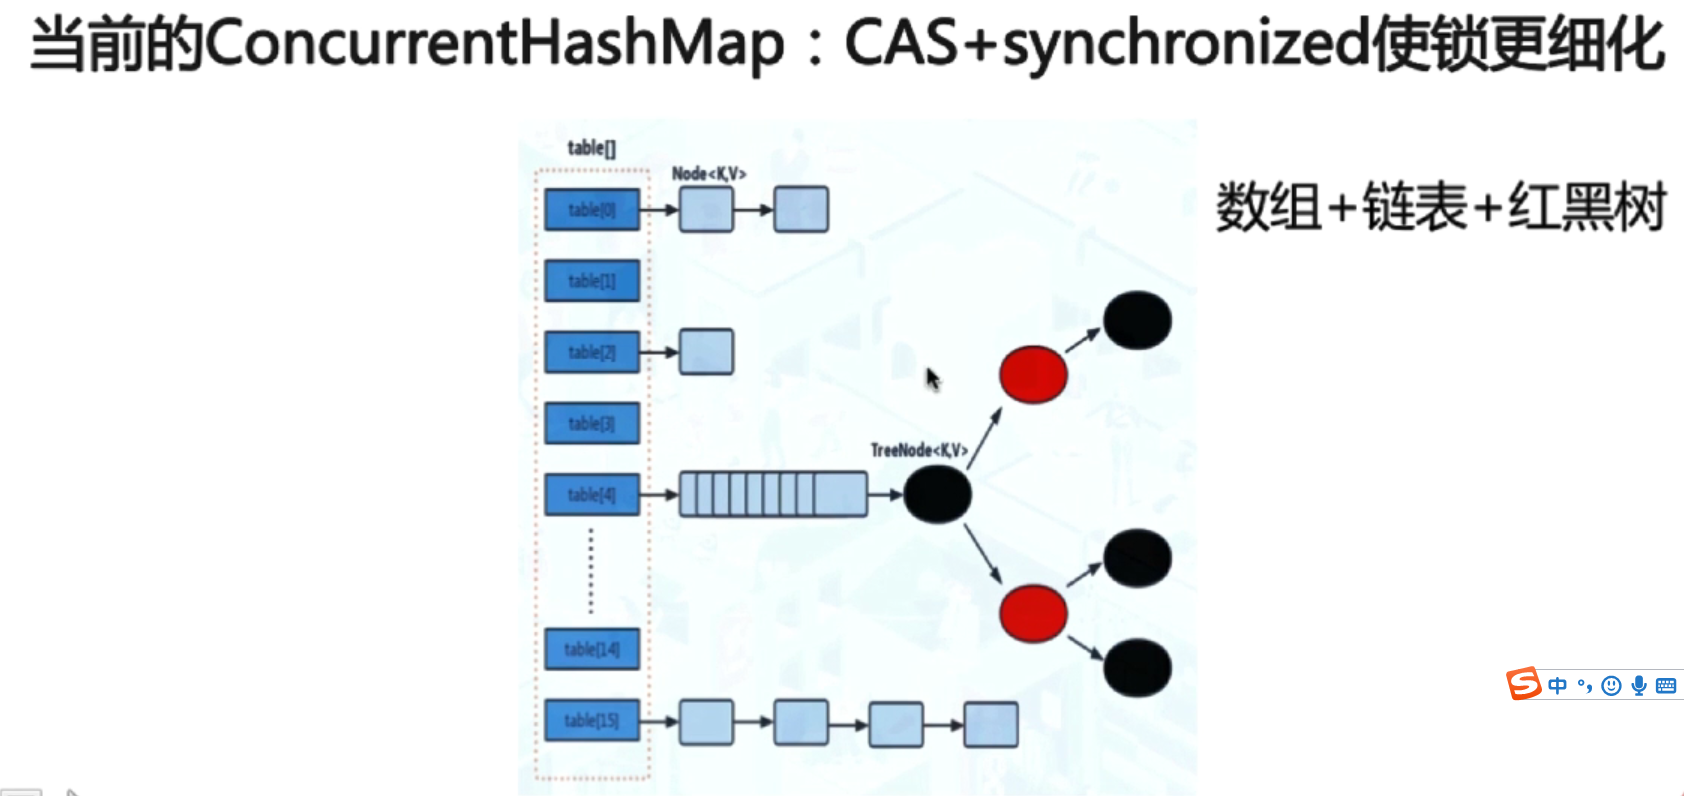 当前的ConcurrentHashMap：CAS+synchronized使锁更细化
table[]
Node<K,V>
table[0]
数组+链表+红黑树
table[1]
table[2]
table[3]
TreeNode<K,V>
table[4]
table[14]
table[15]
中